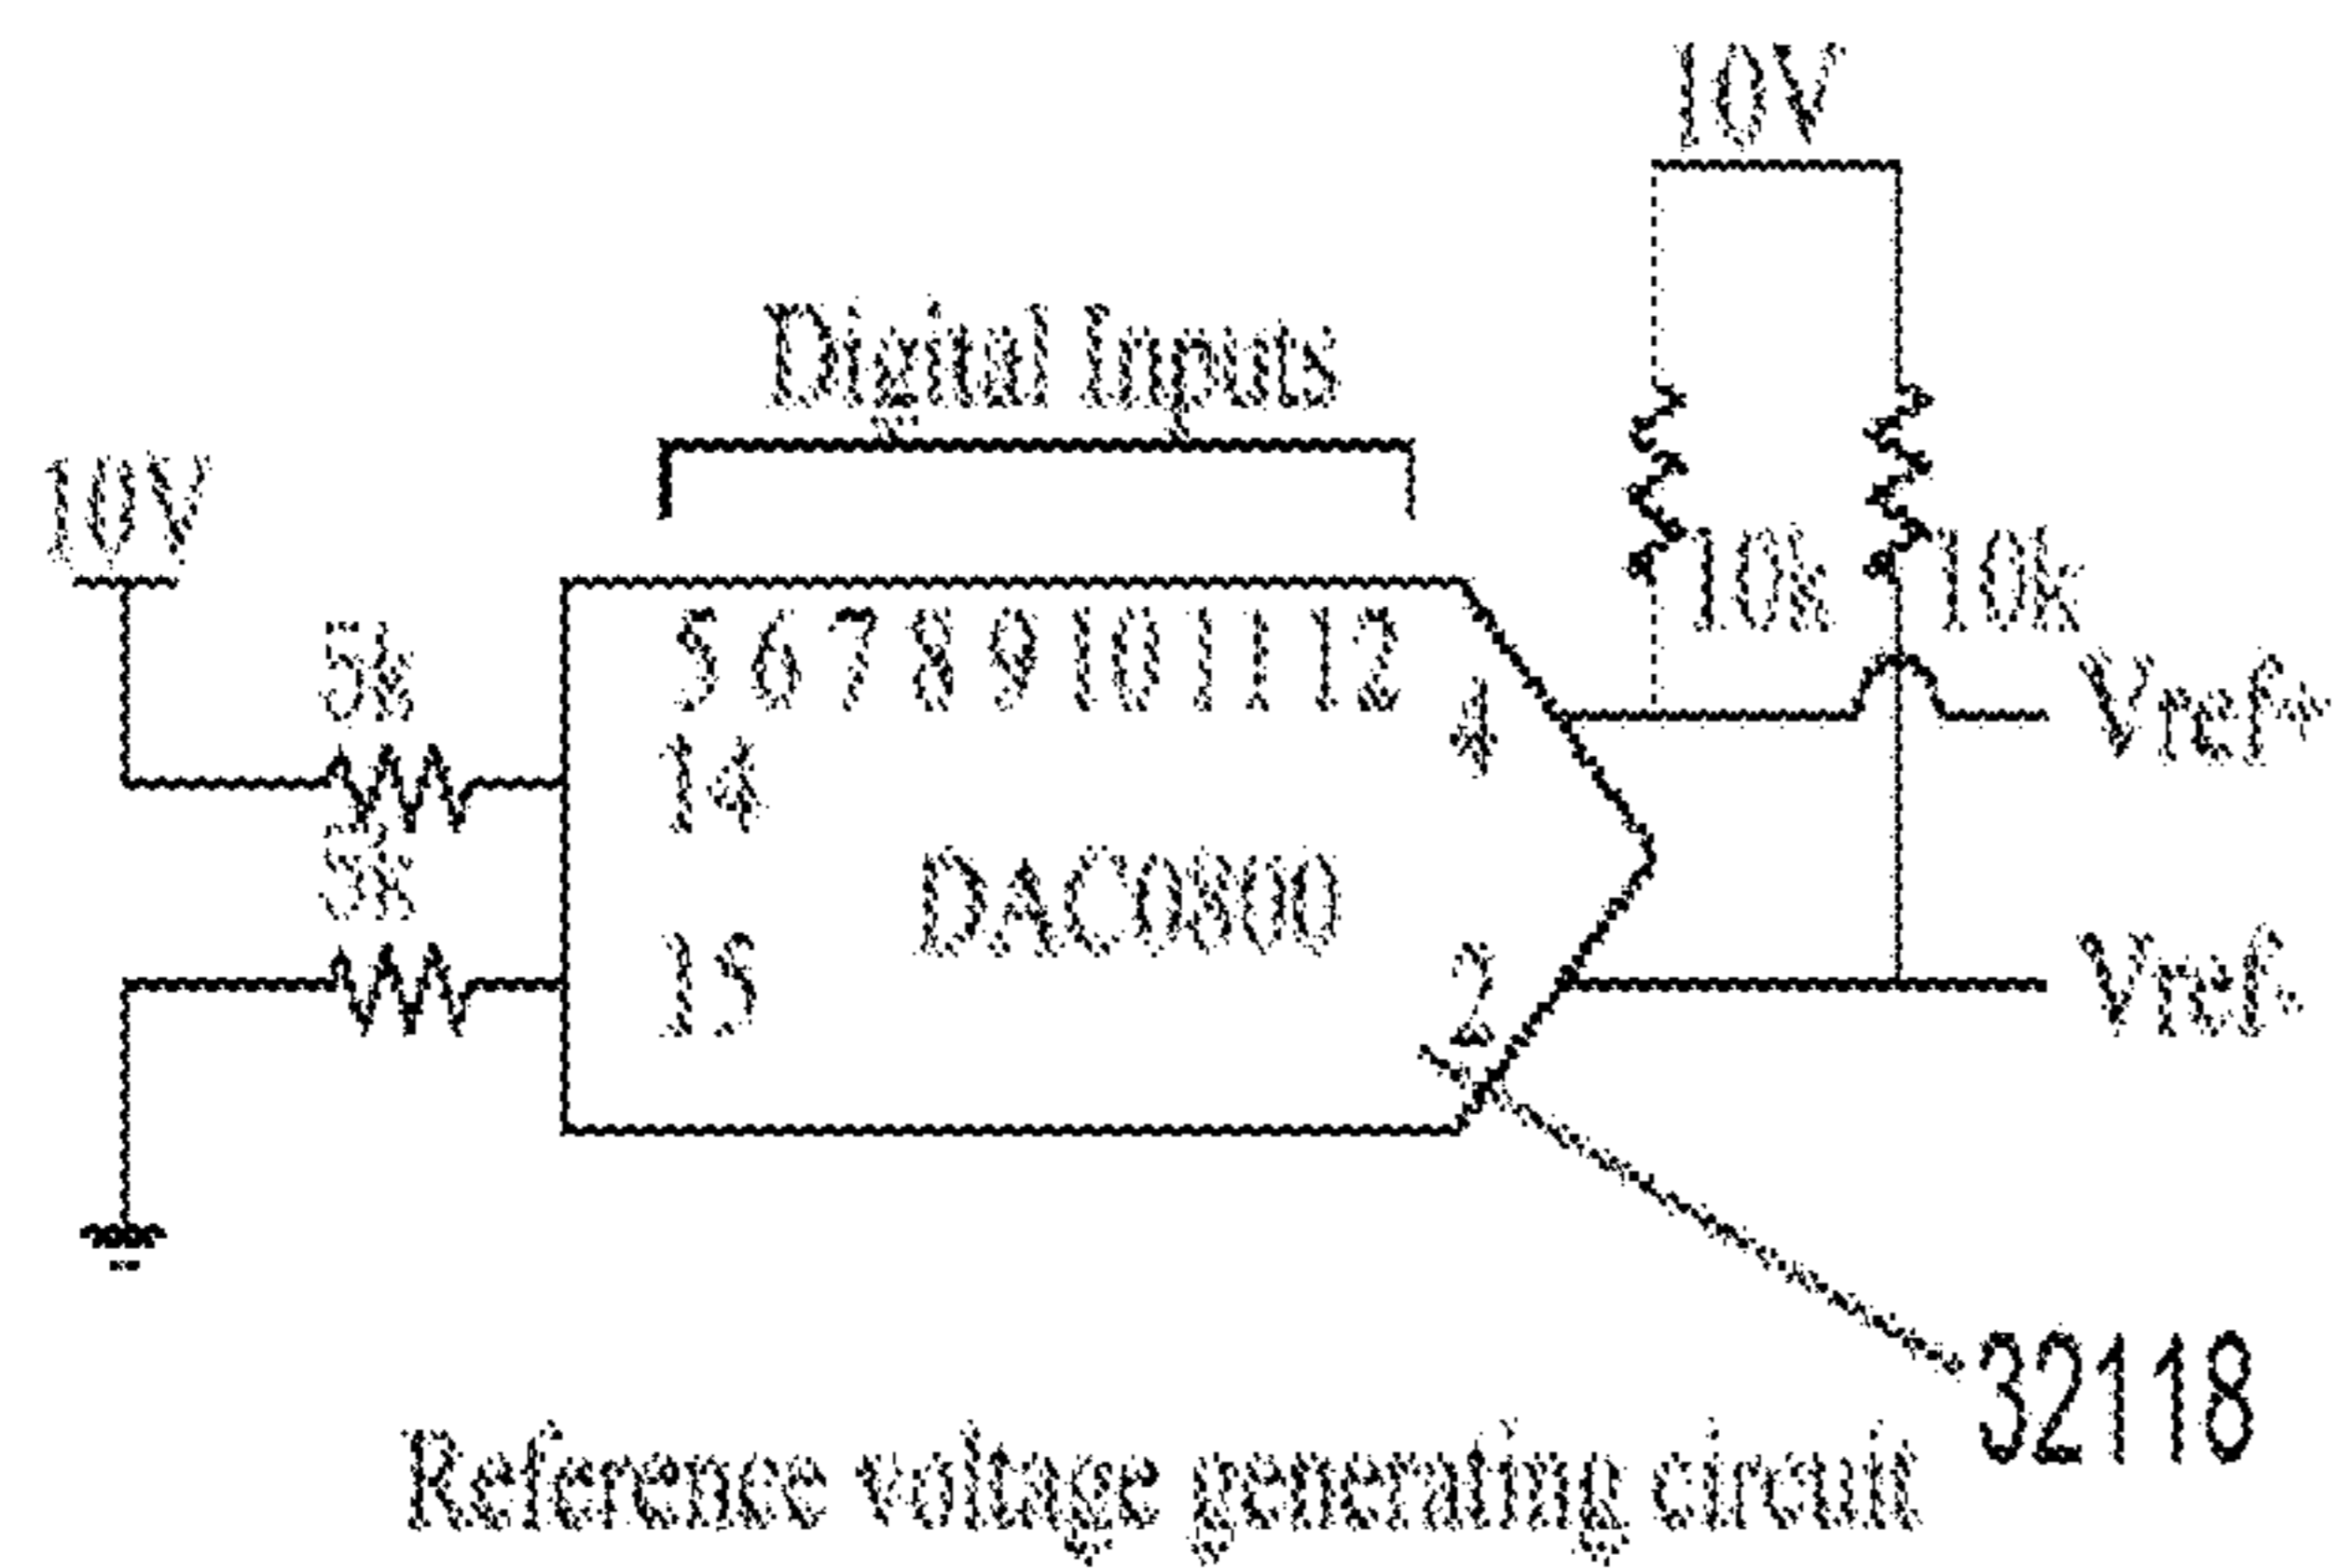 10V
Digital Inputs
10V
10k 10k
5k
5 6 7 8 9 10 11 12
4
Vref+
14
5k
DAC0800
15
2
Vref-
32118
Reference voltage generating circuit